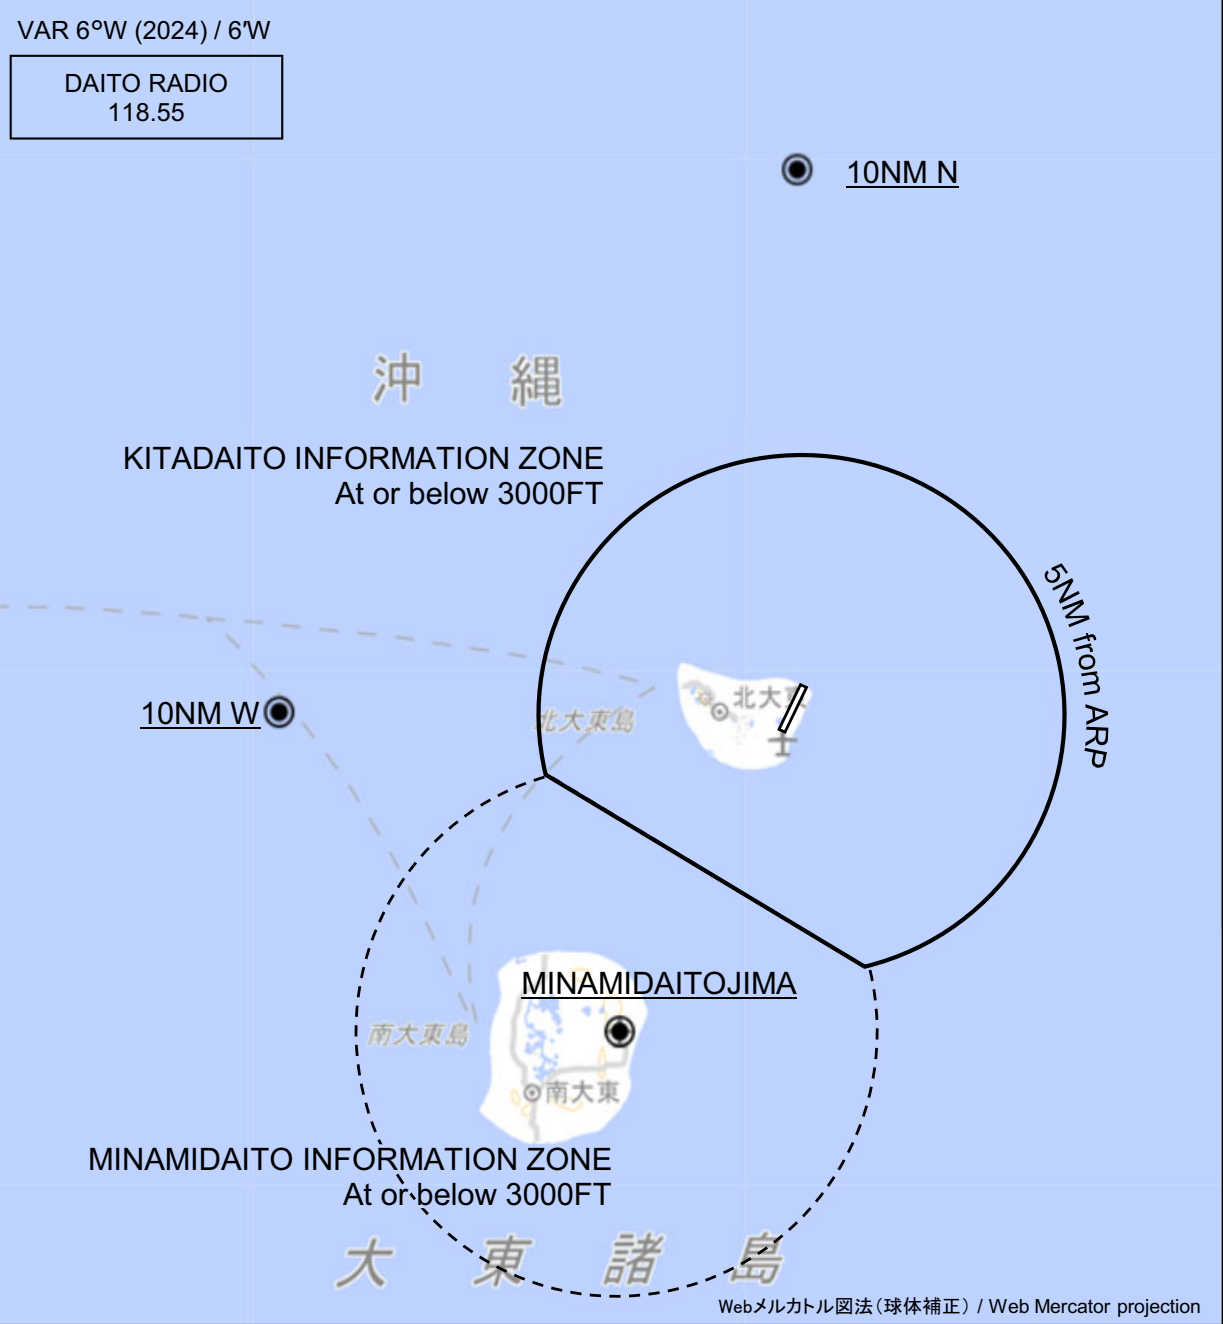 VAR 6°W (2024) / 6'W
DAITO RADIO
118.55
10NM N
沖 縄
KITADAITO INFORMATION ZONE
At or below 3000FT
5NM from ARP
北大東
10NM W
北大東島
MINAMIDAITOJIMA
南大東島
南大東
MINAMIDAITO INFORMATION ZONE
At or below 3000FT
大 東 諸 島
Webメルカトル図法(球体補正) / Web Mercator projection